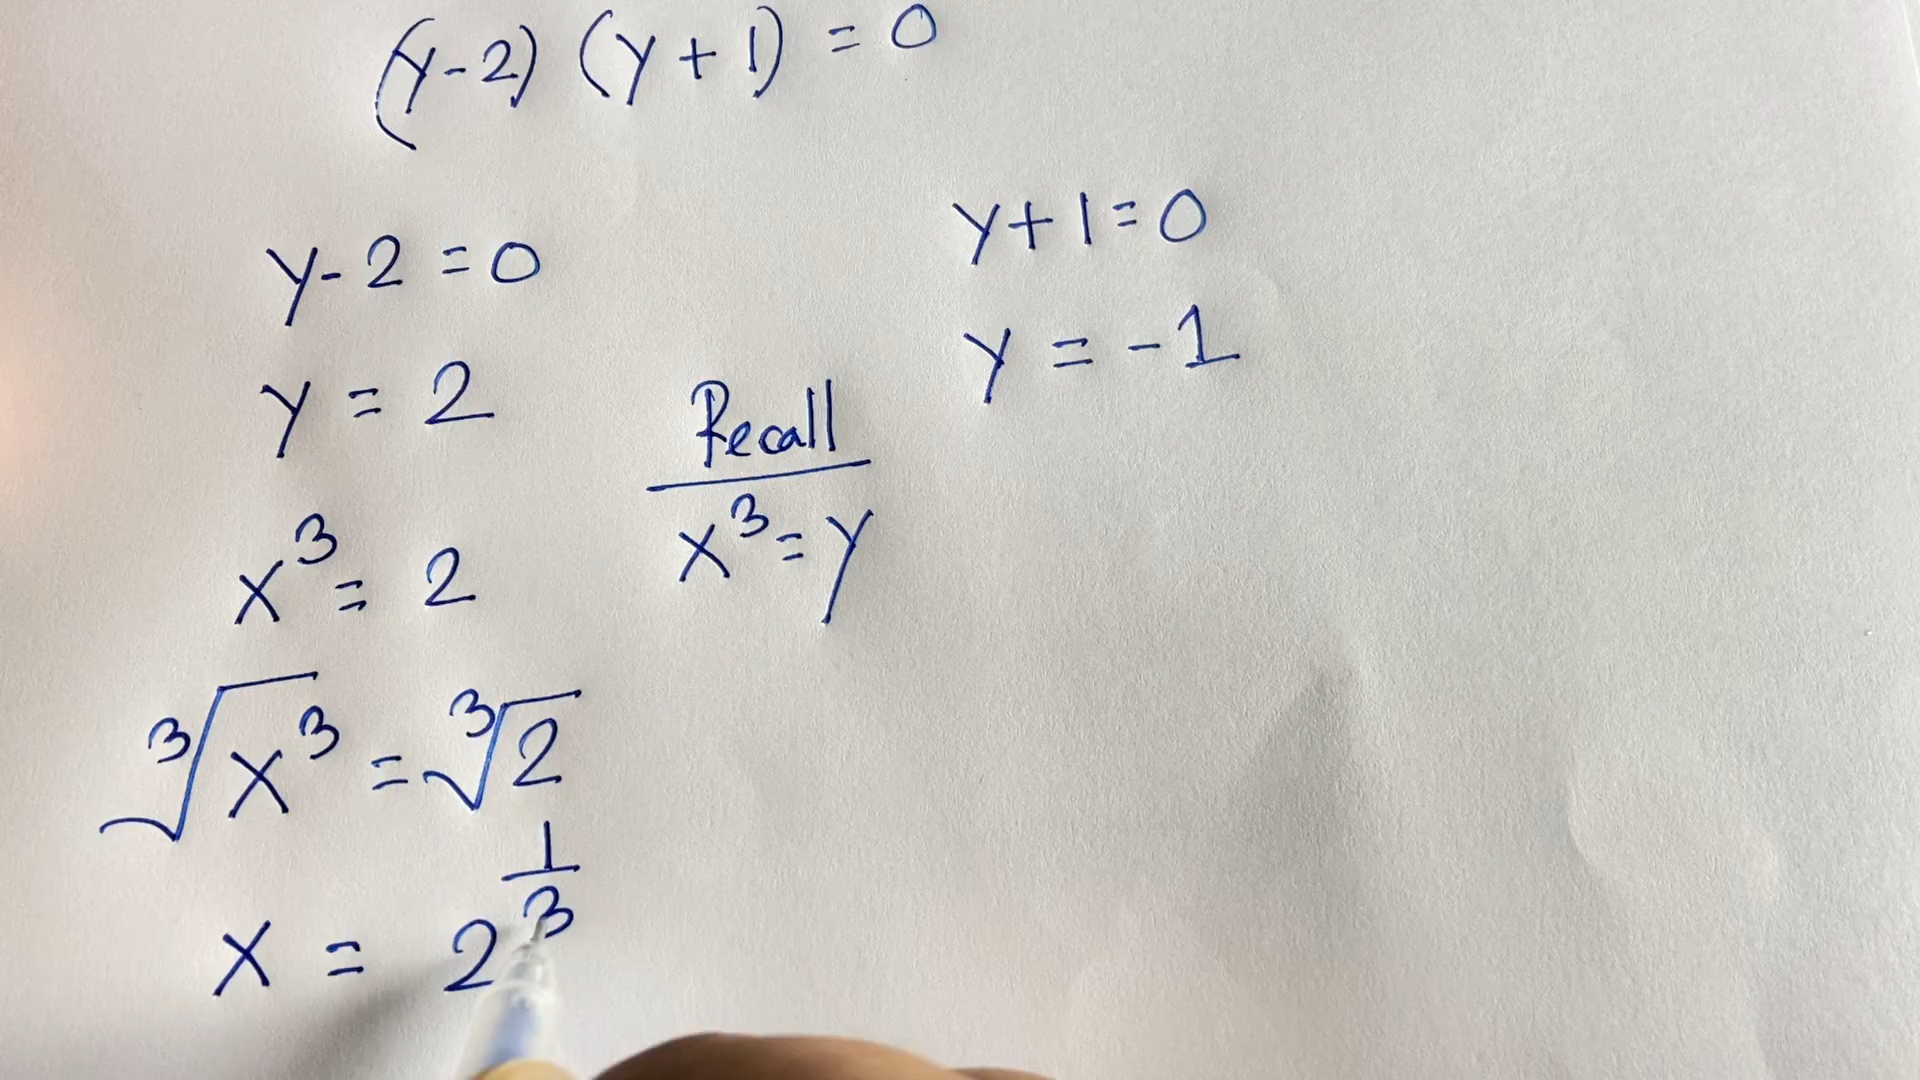 (y-2) (y+1) = 0
y-2 = 0
y = 2
x³ = 2
∛x³ = ∛2
x = 2^(1/3)
Recall
x³ = y
y+1 = 0
y = -1